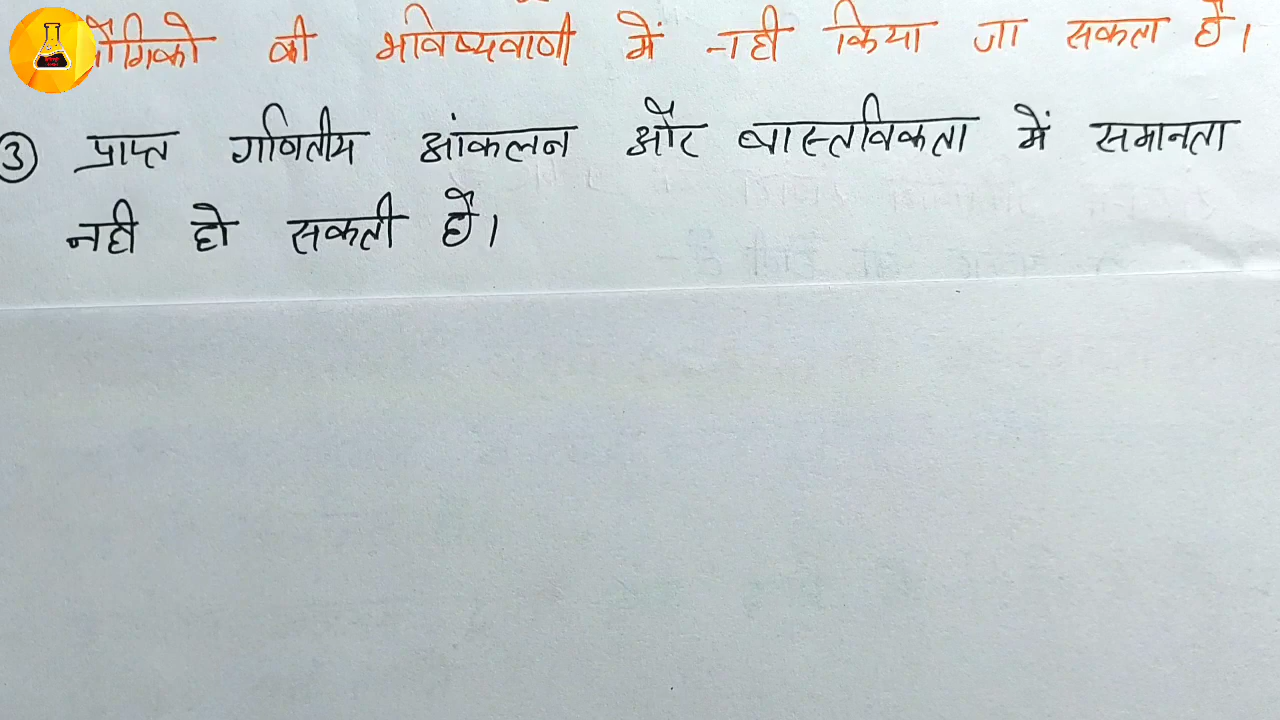 यौगिको की भविष्यवाणी में नही किया जा सकता है।
③ प्राप्त गणितीय आंकलन और वास्तविकता में समानता
नही हो सकती है।